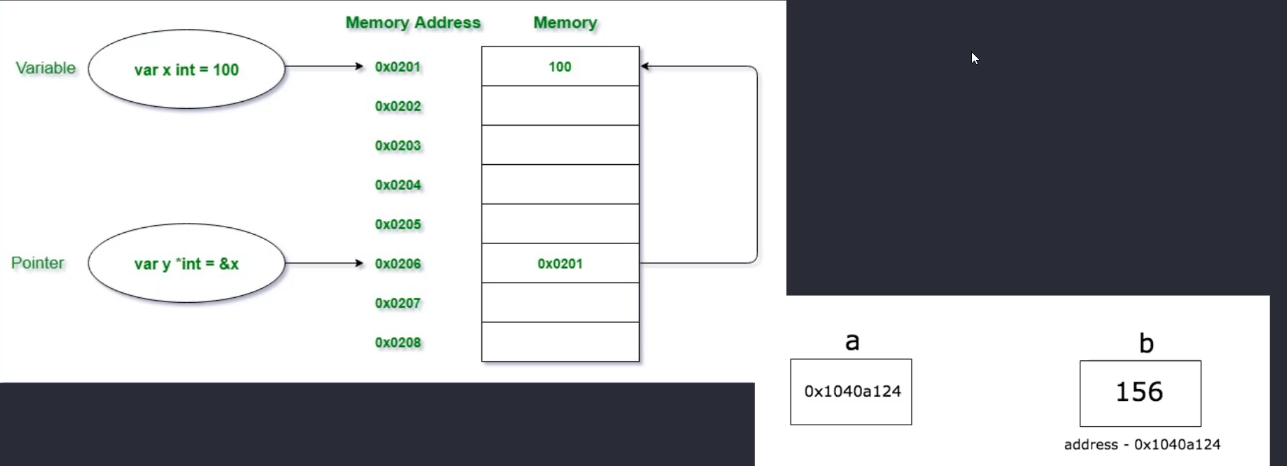 Memory Address Memory
Variable var x int = 100 0x0201 100
0x0202
0x0203
0x0204
0x0205
Pointer var y *int = &x 0x0206 0x0201
0x0207
0x0208
a b
0x1040a124 156
address - 0x1040a124